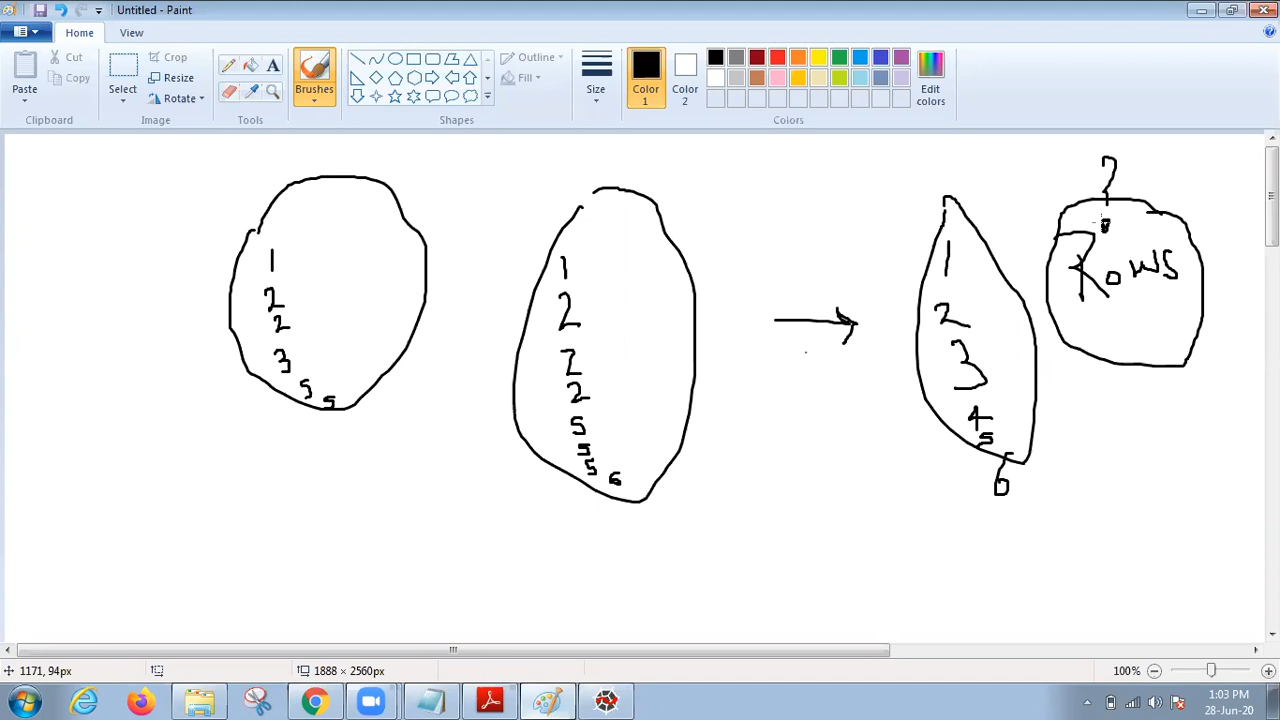 Untitled - Paint
Home
View
Paste
Cut
Copy
Clipboard
Select
Crop
Resize
Rotate
Image
A
Tools
Brushes
Outline
Fill
Shapes
Size
Color 1
Color 2
Edit colors
Colors
1
2
2
3
5
5
1
2
2
2
5
5
5
6
1
2
3
4
5
6
?
Rows
1171, 94px
1888 × 2560px
100%
1:03 PM
28-Jun-20